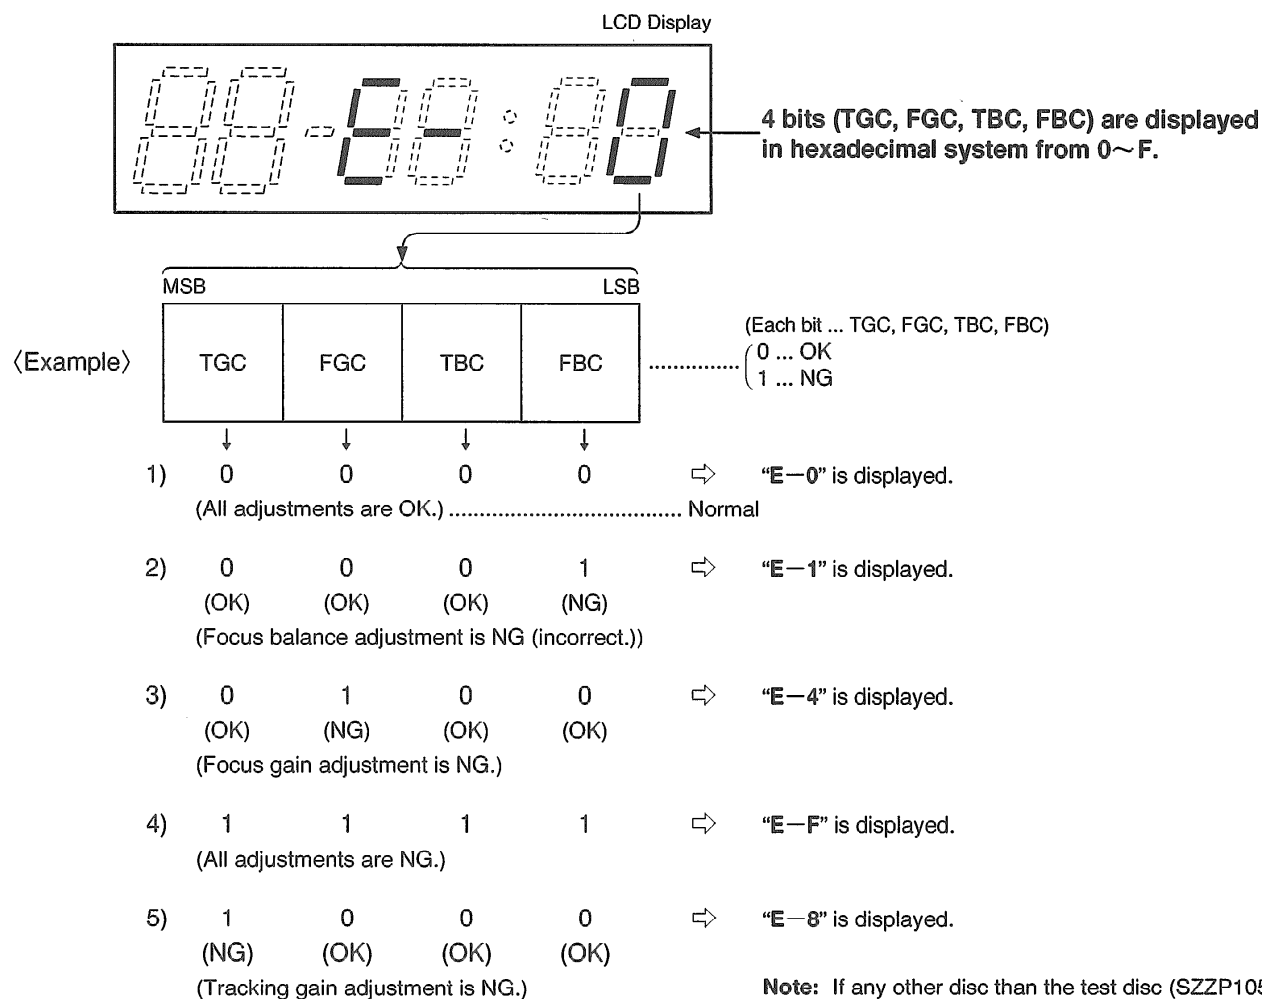 LCD Display
88-E-:80
4 bits (TGC, FGC, TBC, FBC) are displayed
in hexadecimal system from 0~F.
MSB LSB
(Each bit ... TGC, FGC, TBC, FBC)
〈Example〉 TGC FGC TBC FBC ............... 0 ... OK
1 ... NG
1) 0 0 0 0 ⇨ “E−0” is displayed.
(All adjustments are OK.) .................................. Normal
2) 0 0 0 1 ⇨ “E−1” is displayed.
(OK) (OK) (OK) (NG)
(Focus balance adjustment is NG (incorrect.))
3) 0 1 0 0 ⇨ “E−4” is displayed.
(OK) (NG) (OK) (OK)
(Focus gain adjustment is NG.)
4) 1 1 1 1 ⇨ “E−F” is displayed.
(All adjustments are NG.)
5) 1 0 0 0 ⇨ “E−8” is displayed.
(NG) (OK) (OK) (OK)
(Tracking gain adjustment is NG.) Note: If any other disc than the test disc (SZZP105